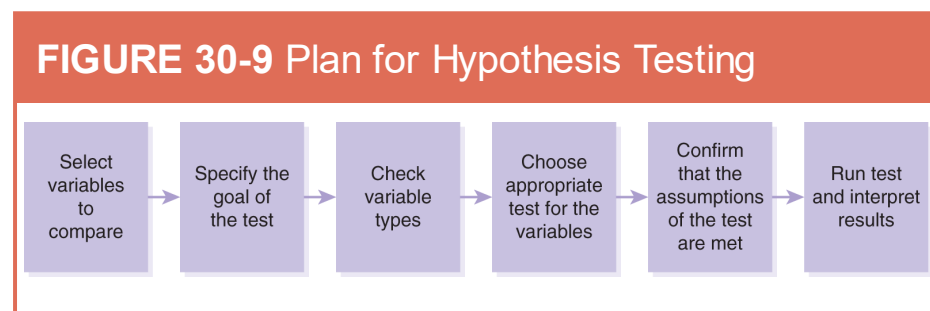 FIGURE 30-9 Plan for Hypothesis Testing
Select
variables
to
compare
Specify the
goal of
the test
Check
variable
types
Choose
appropriate
test for the
variables
Confirm
that the
assumptions
of the test
are met
Run test
and interpret
results